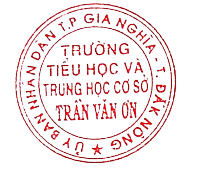 ỦY BAN NHÂN DÂN T.P GIA NGHĨA - T. ĐẮK NÔNG
TRƯỜNG
TIỂU HỌC VÀ
TRUNG HỌC CƠ SỞ
TRẦN VĂN ƠN